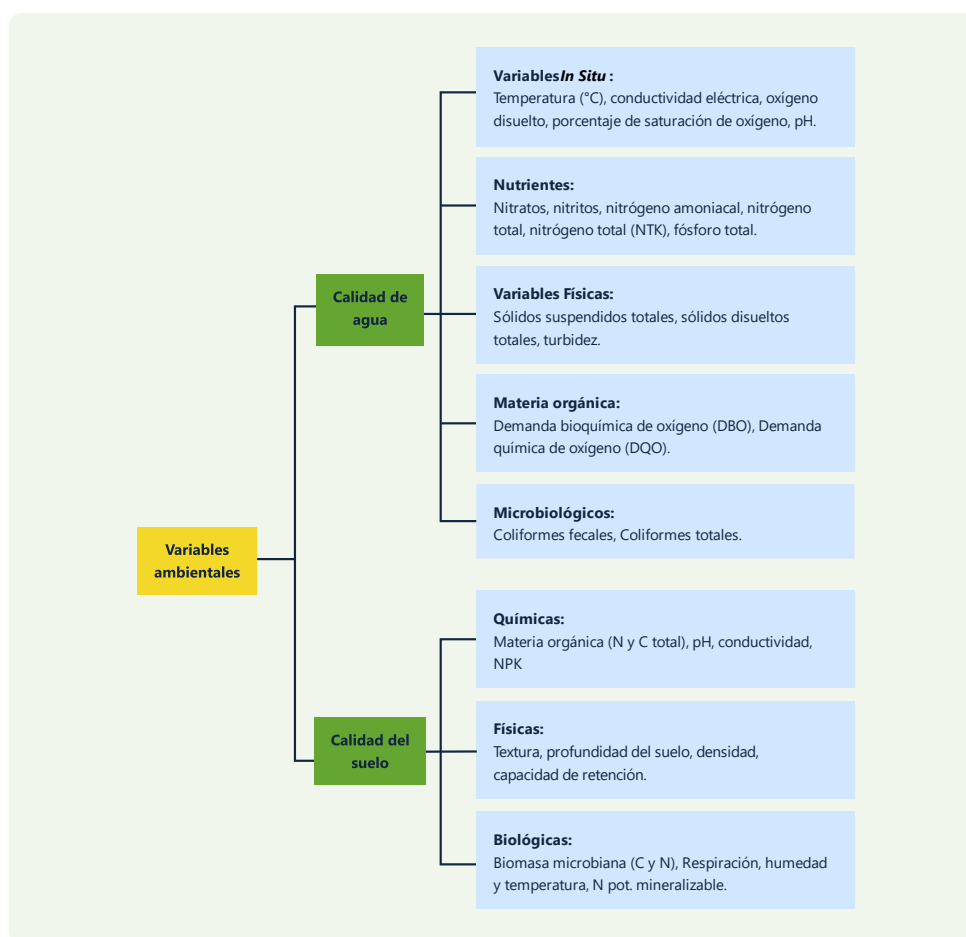 Variables In Situ :
Temperatura (°C), conductividad eléctrica, oxígeno
disuelto, porcentaje de saturación de oxígeno, pH.
Nutrientes:
Nitratos, nitritos, nitrógeno amoniacal, nitrógeno
total, nitrógeno total (NTK), fósforo total.
Calidad de
agua
Variables Físicas:
Sólidos suspendidos totales, sólidos disueltos
totales, turbidez.
Materia orgánica:
Demanda bioquímica de oxígeno (DBO), Demanda
química de oxígeno (DQO).
Microbiológicos:
Coliformes fecales, Coliformes totales.
Variables
ambientales
Químicas:
Materia orgánica (N y C total), pH, conductividad,
NPK
Calidad del
suelo
Físicas:
Textura, profundidad del suelo, densidad,
capacidad de retención.
Biológicas:
Biomasa microbiana (C y N), Respiración, humedad
y temperatura, N pot. mineralizable.